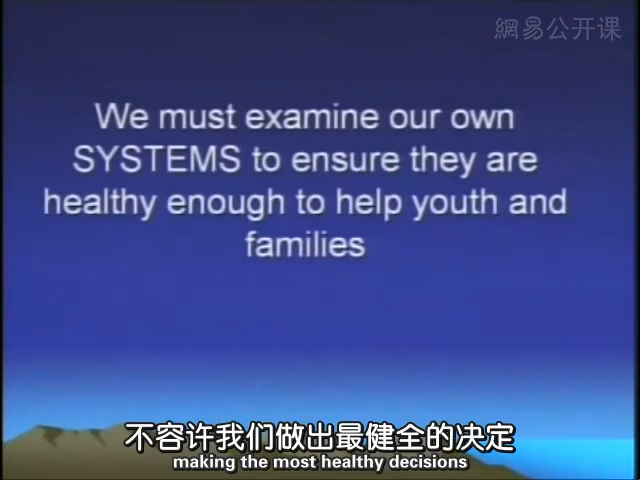 網易公开课
We must examine our own
SYSTEMS to ensure they are
healthy enough to help youth and
families
不容许我们做出最健全的决定
making the most healthy decisions